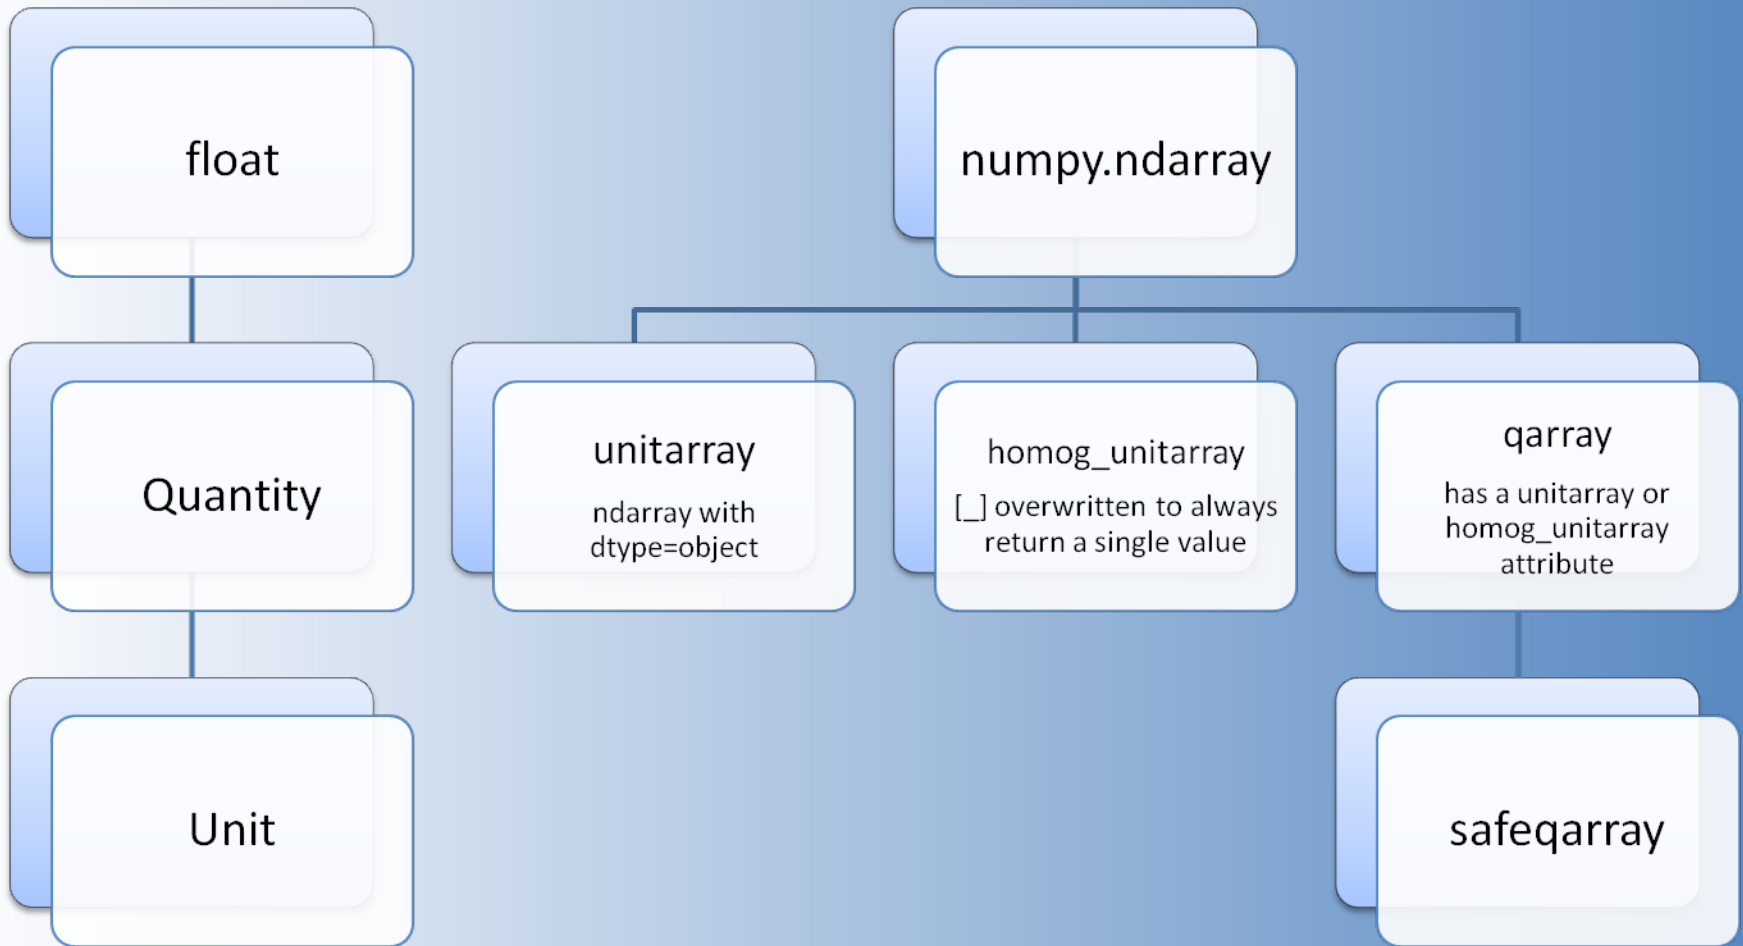 float
numpy.ndarray
Quantity
unitarray
ndarray with
dtype=object
homog_unitarray
[_] overwritten to always
return a single value
qarray
has a unitarray or
homog_unitarray
attribute
Unit
safeqarray